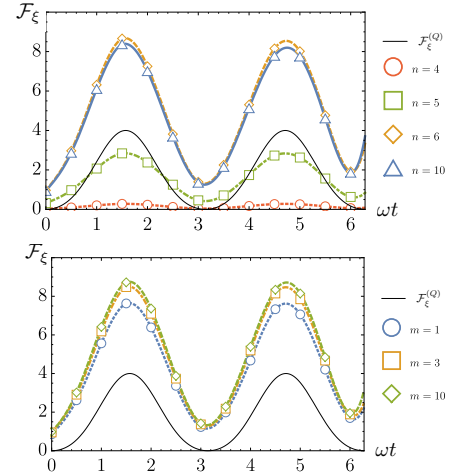 𝓕_ξ
8
6
4
2
0
0 1 2 3 4 5 6
ωt
𝓕_ξ^(Q)
n = 4
n = 5
n = 6
n = 10
𝓕_ξ
8
6
4
2
0
0 1 2 3 4 5 6
ωt
𝓕_ξ^(Q)
m = 1
m = 3
m = 10